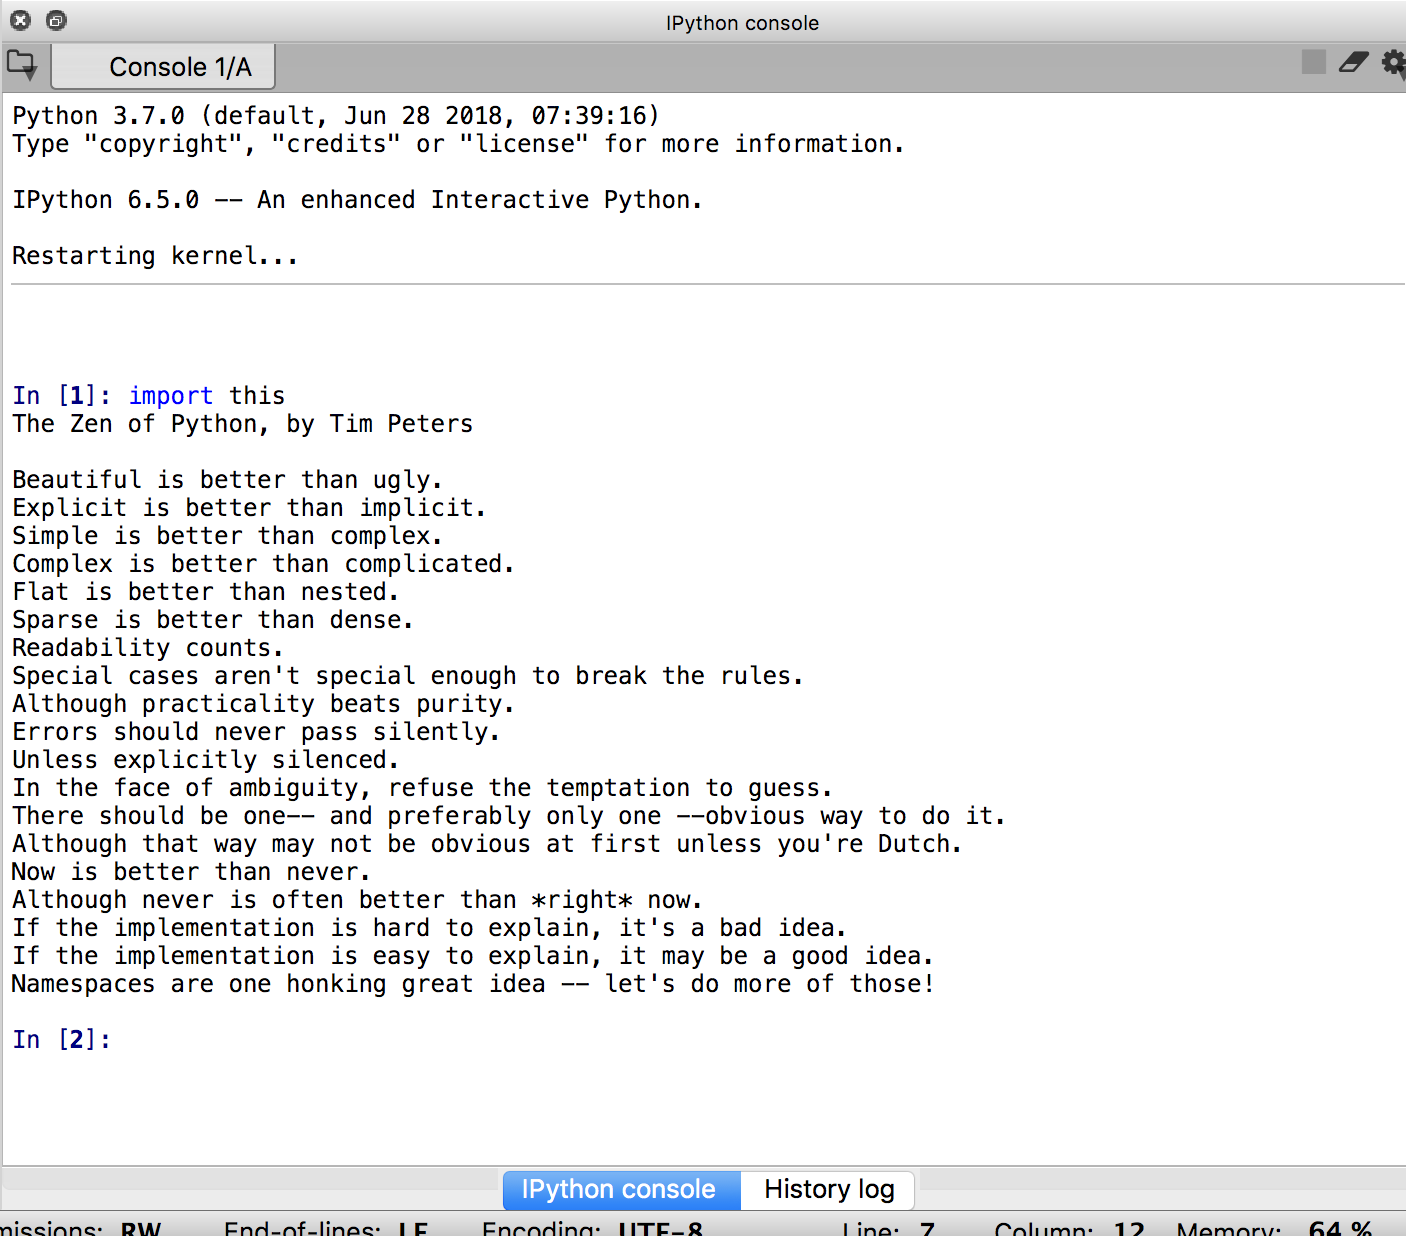 IPython console
Console 1/A
Python 3.7.0 (default, Jun 28 2018, 07:39:16)
Type "copyright", "credits" or "license" for more information.
IPython 6.5.0 -- An enhanced Interactive Python.
Restarting kernel...
In [1]: import this
The Zen of Python, by Tim Peters
Beautiful is better than ugly.
Explicit is better than implicit.
Simple is better than complex.
Complex is better than complicated.
Flat is better than nested.
Sparse is better than dense.
Readability counts.
Special cases aren't special enough to break the rules.
Although practicality beats purity.
Errors should never pass silently.
Unless explicitly silenced.
In the face of ambiguity, refuse the temptation to guess.
There should be one-- and preferably only one --obvious way to do it.
Although that way may not be obvious at first unless you're Dutch.
Now is better than never.
Although never is often better than *right* now.
If the implementation is hard to explain, it's a bad idea.
If the implementation is easy to explain, it may be a good idea.
Namespaces are one honking great idea -- let's do more of those!
In [2]:
IPython console History log
missions: RW End-of-lines: LF Encoding: UTF-8 Line: 7 Column: 12 Memory: 64 %